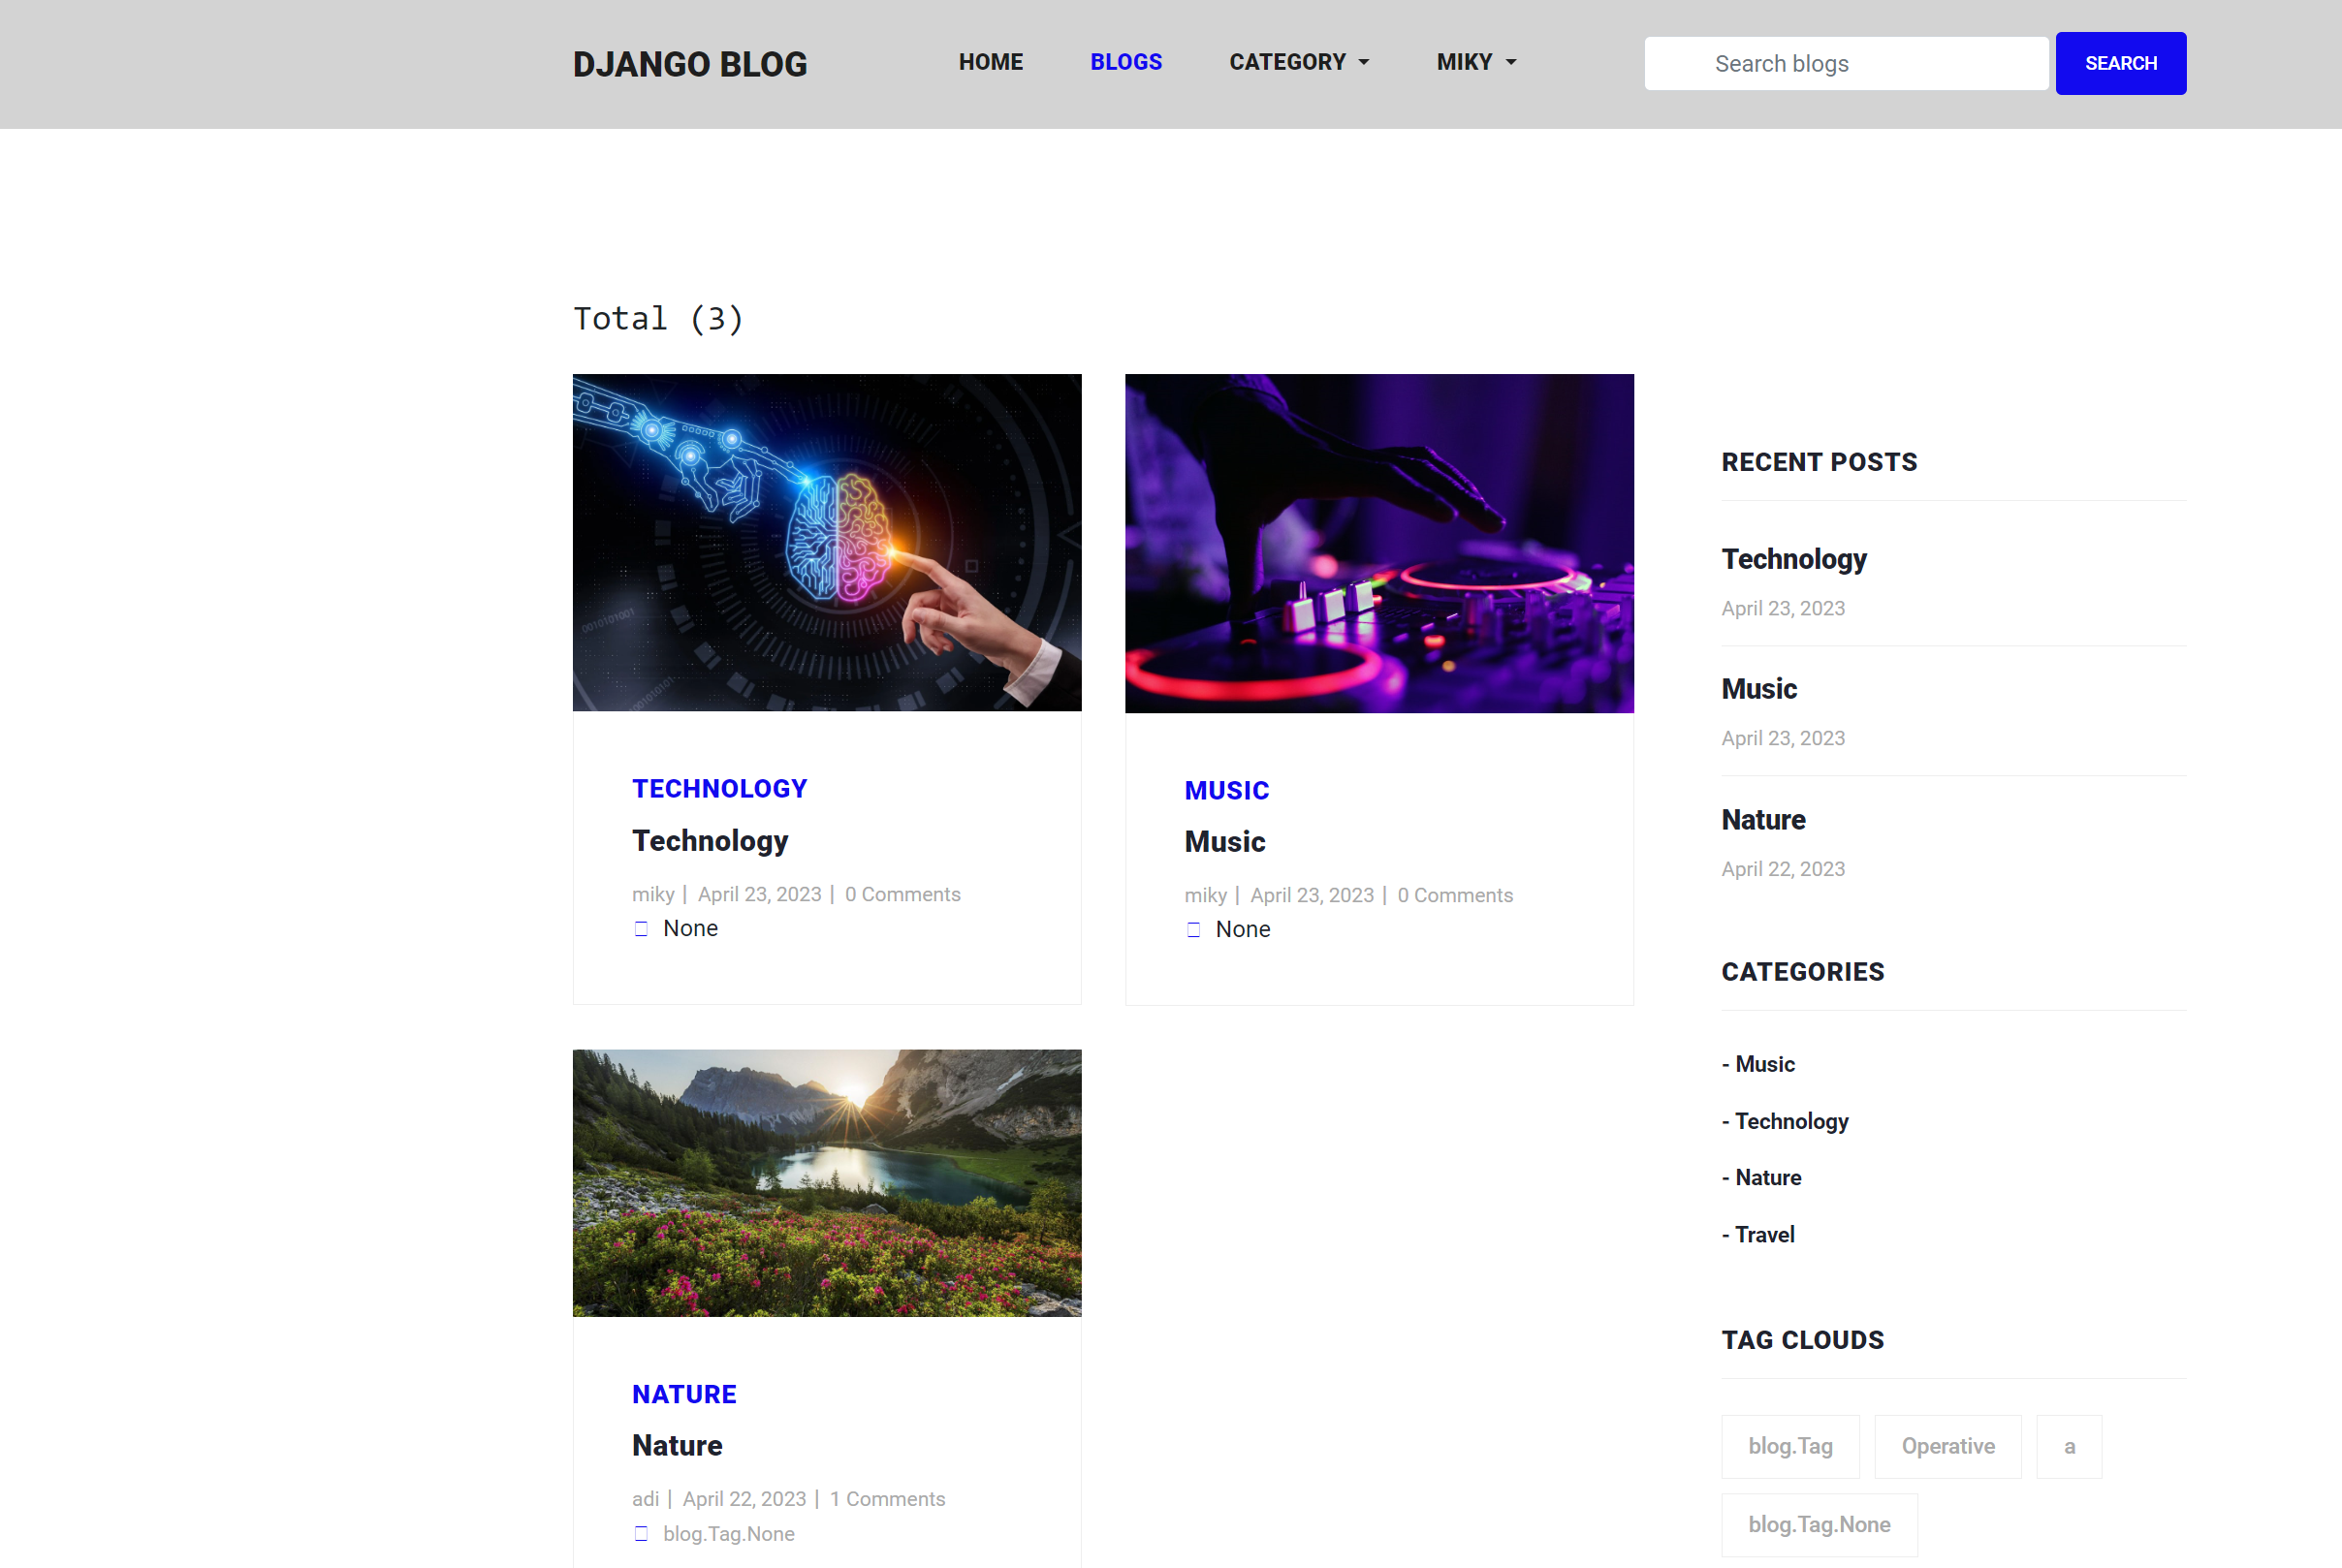 DJANGO BLOG
HOME
BLOGS
CATEGORY
MIKY
Search blogs
SEARCH
Total (3)
0010101001
TECHNOLOGY
Technology
miky | April 23, 2023 | 0 Comments
None
MUSIC
Music
miky | April 23, 2023 | 0 Comments
None
NATURE
Nature
adi | April 22, 2023 | 1 Comments
blog.Tag.None
RECENT POSTS
Technology
April 23, 2023
Music
April 23, 2023
Nature
April 22, 2023
CATEGORIES
- Music
- Technology
- Nature
- Travel
TAG CLOUDS
blog.Tag
Operative
a
blog.Tag.None